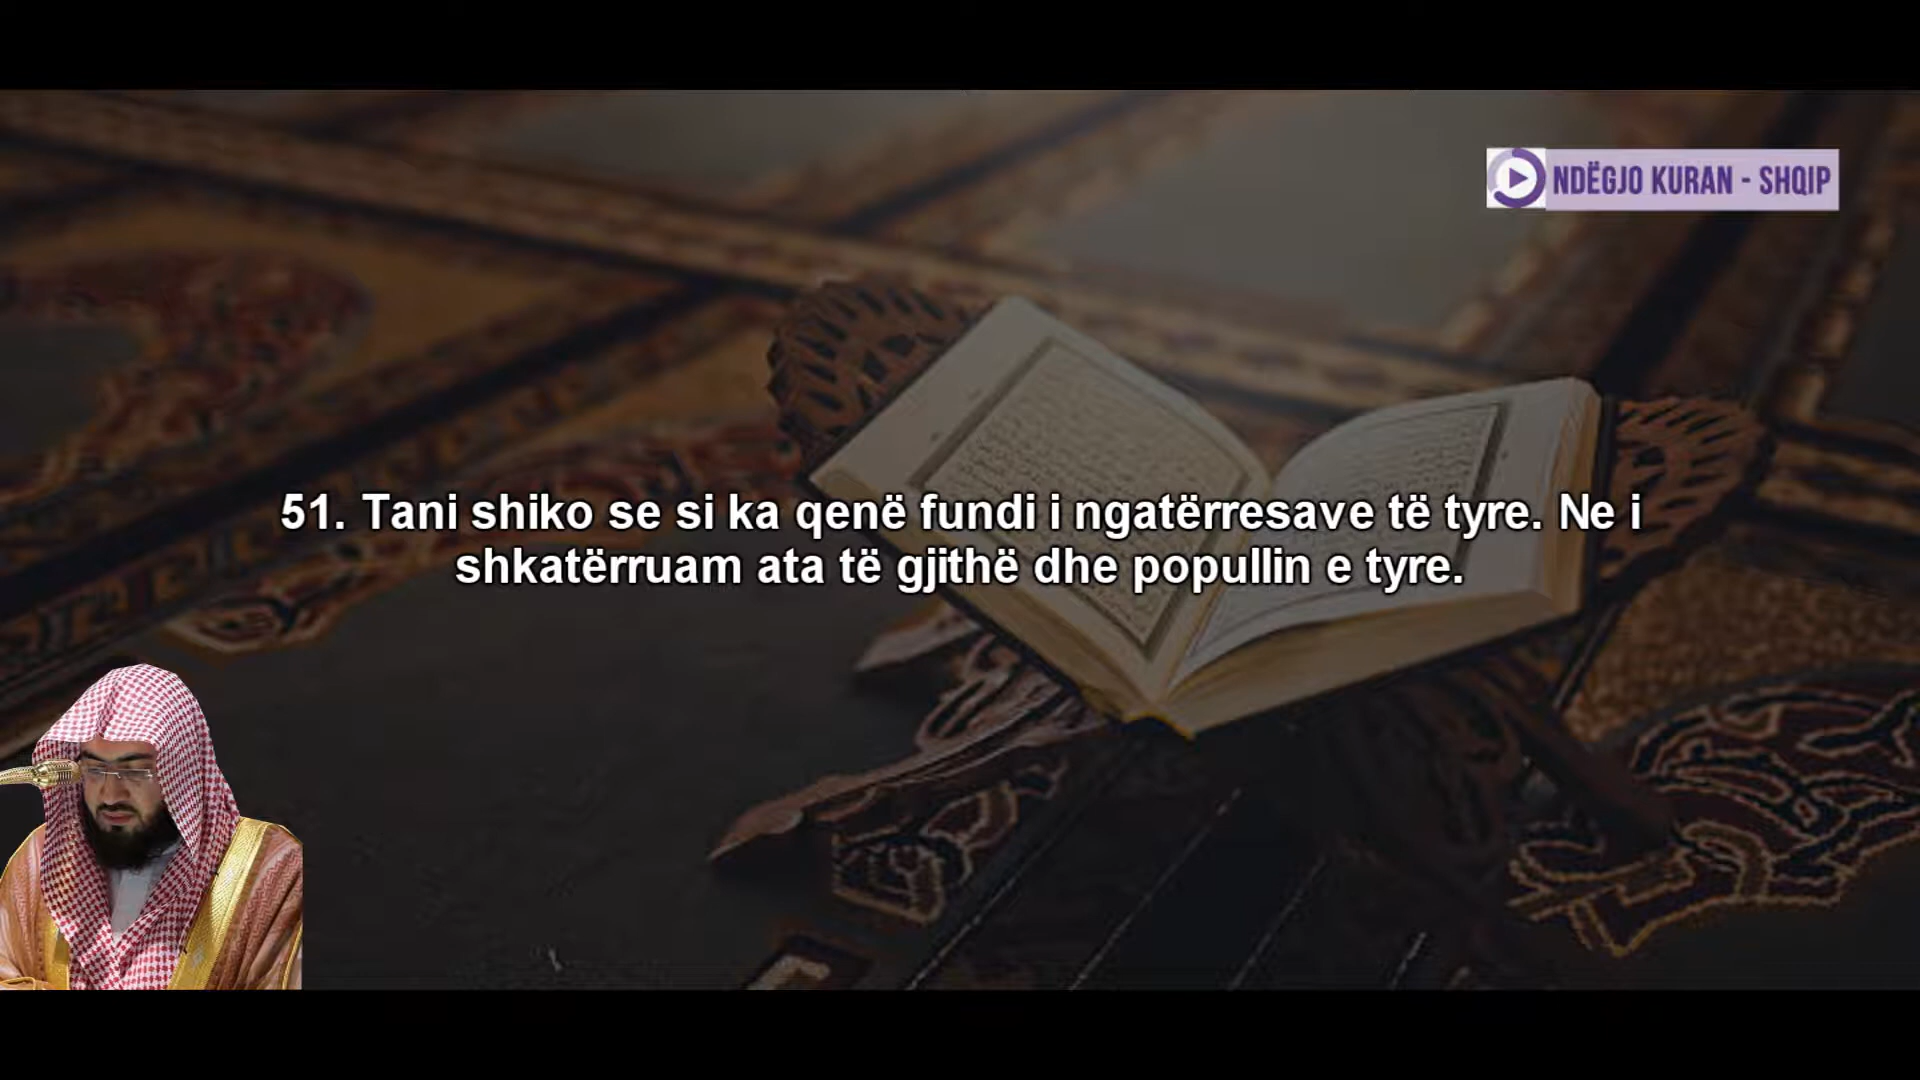 NDËGJO KURAN - SHQIP
51. Tani shiko se si ka qenë fundi i ngatërresave të tyre. Ne i
shkatërruam ata të gjithë dhe popullin e tyre.